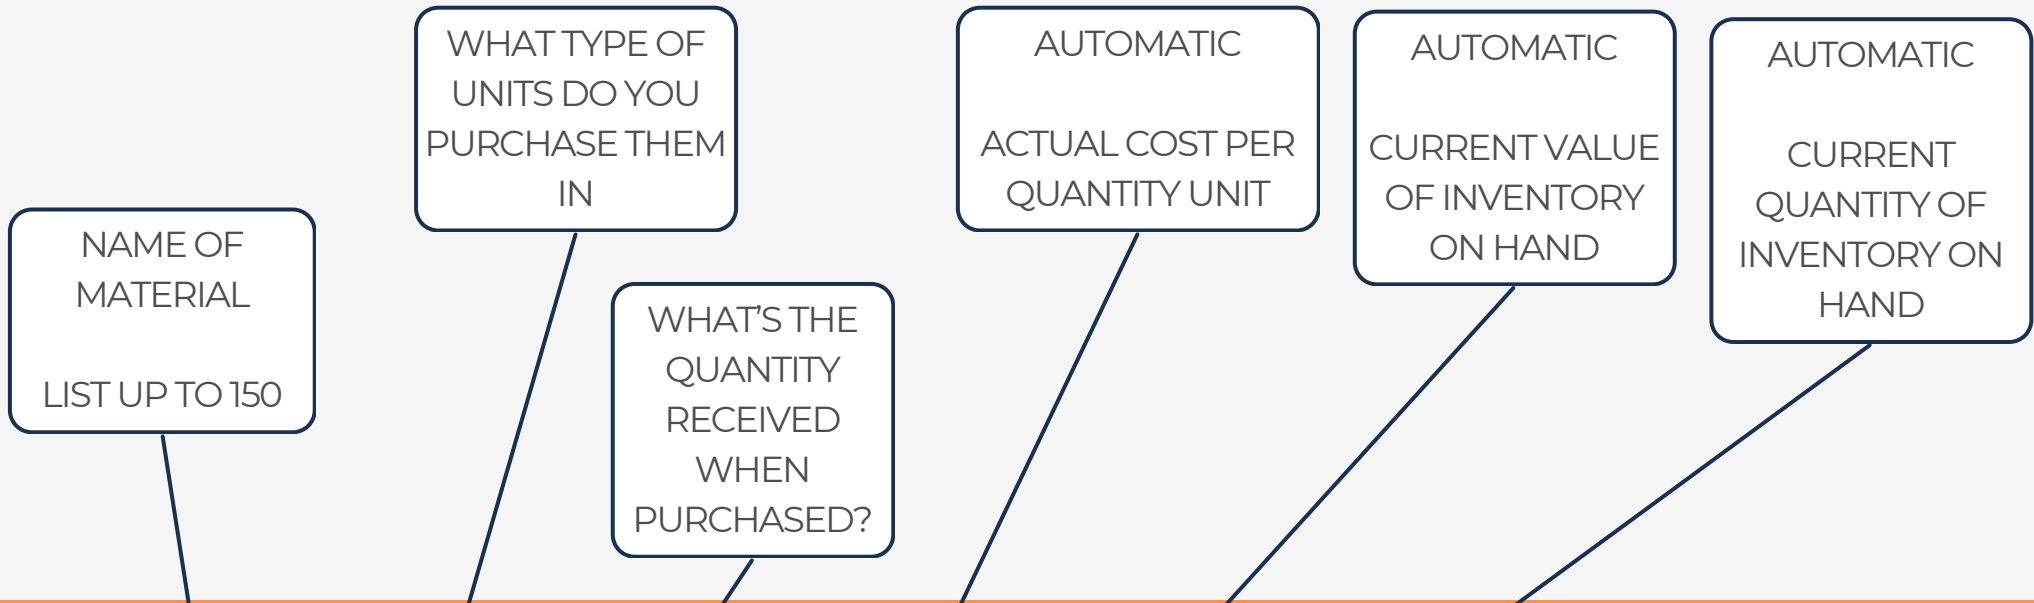 NAME OF
MATERIAL
LIST UP TO 150
WHAT TYPE OF
UNITS DO YOU
PURCHASE THEM
IN
WHAT'S THE
QUANTITY
RECEIVED
WHEN
PURCHASED?
AUTOMATIC
ACTUAL COST PER
QUANTITY UNIT
AUTOMATIC
CURRENT VALUE
OF INVENTORY
ON HAND
AUTOMATIC
CURRENT
QUANTITY OF
INVENTORY ON
HAND